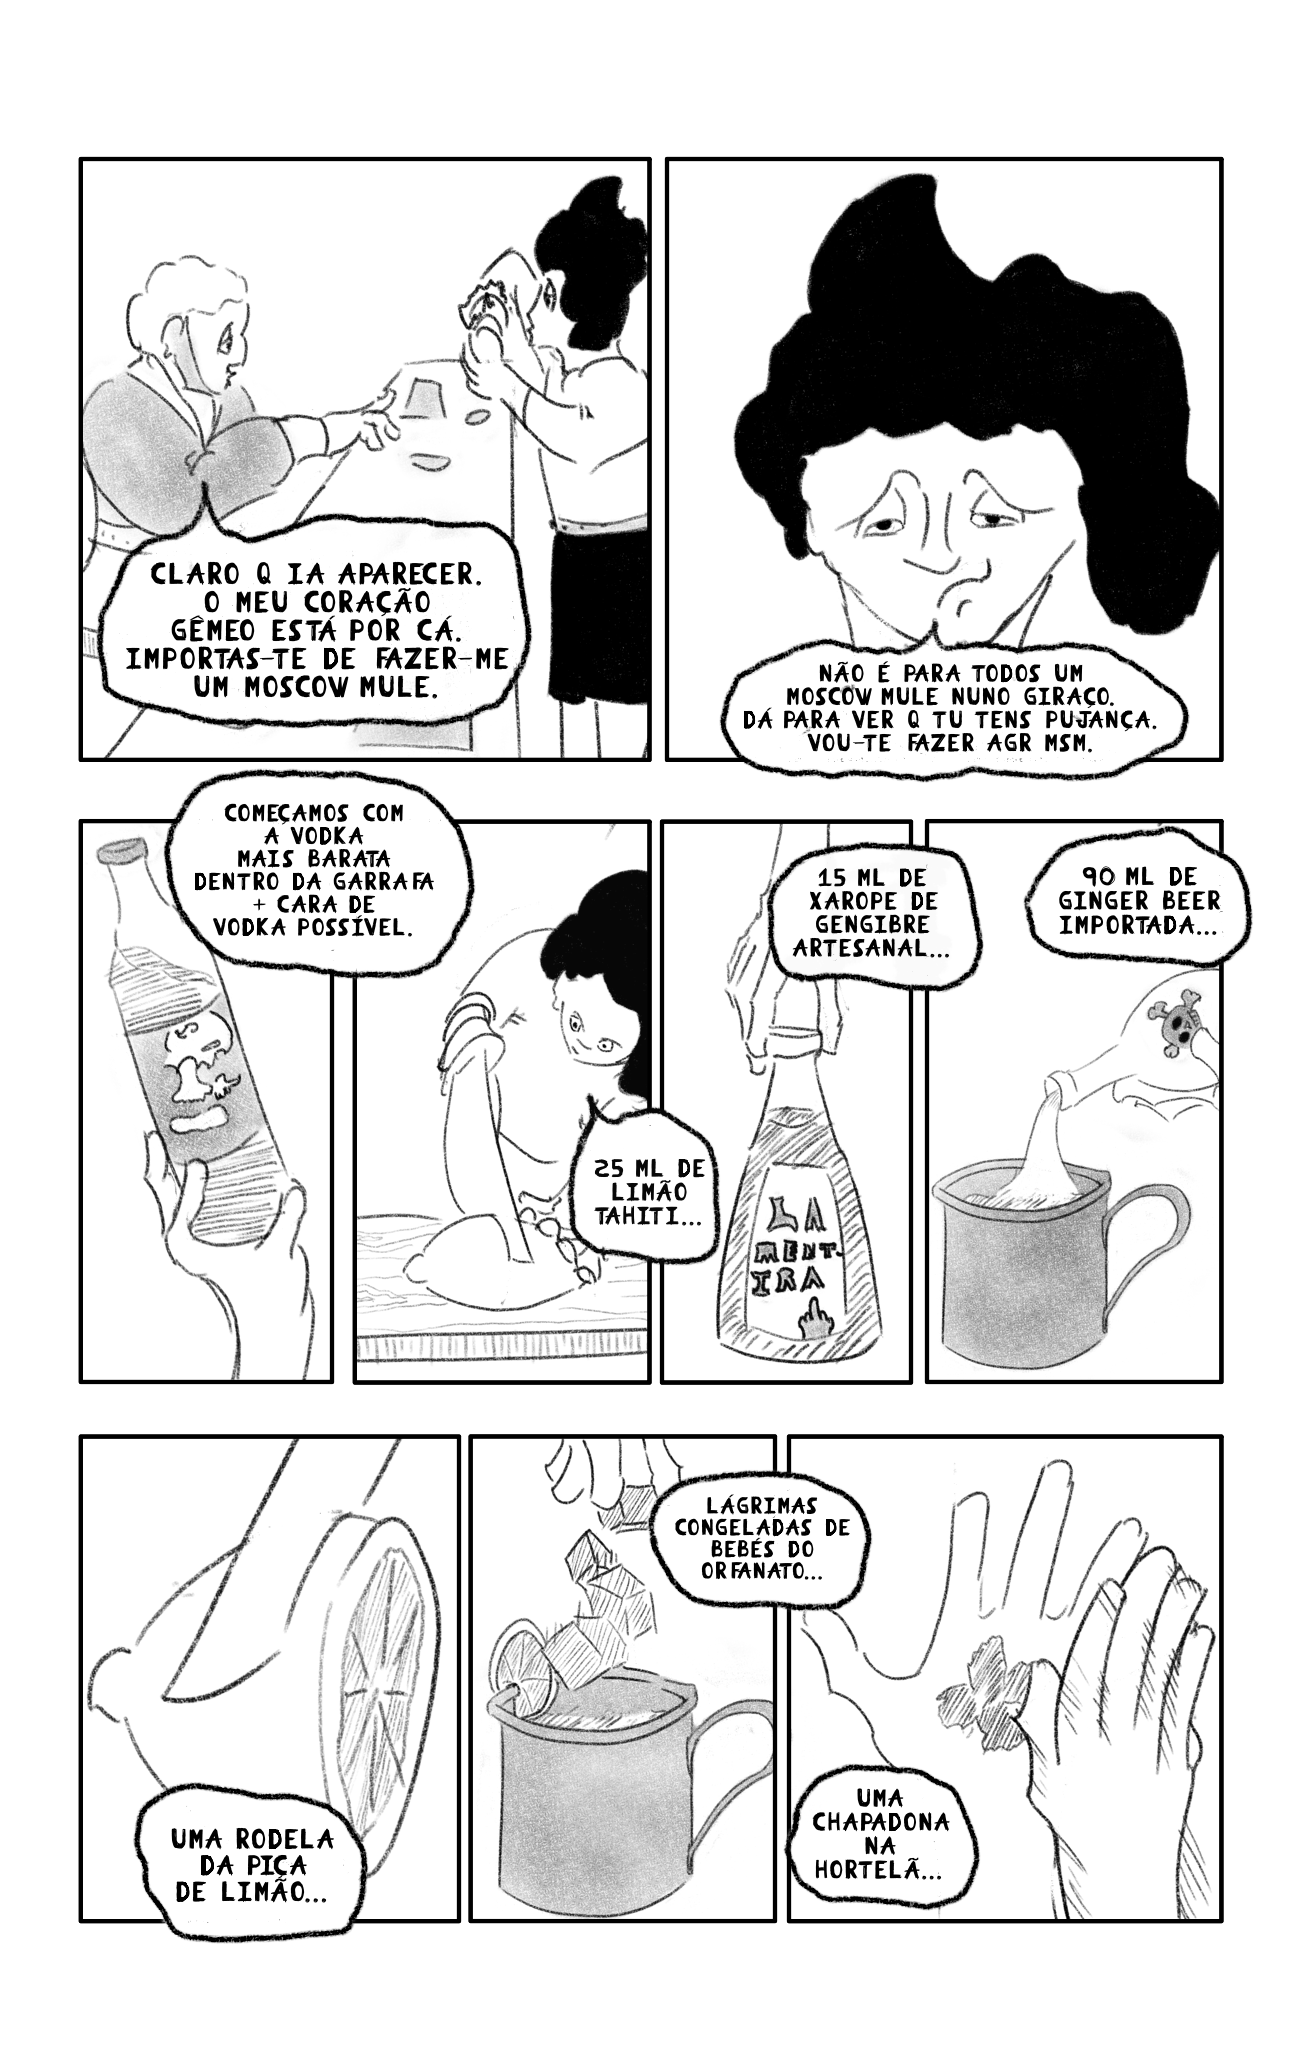 CLARO Q IA APARECER.
O MEU CORAÇÃO
GÊMEO ESTÁ POR CÁ.
IMPORTAS-TE DE FAZER-ME
UM MOSCOW MULE.
NÃO É PARA TODOS UM
MOSCOW MULE NUNO GIRAÇO.
DÁ PARA VER Q TU TENS PUJANÇA.
VOU-TE FAZER AGR MSM.
COMEÇAMOS COM
A VODKA
MAIS BARATA
DENTRO DA GARRAFA
+ CARA DE
VODKA POSSÍVEL.
25 ML DE
LIMÃO
TAHITI...
15 ML DE
XAROPE DE
GENGIBRE
ARTESANAL...
LA
MENT-
IRA
90 ML DE
GINGER BEER
IMPORTADA...
UMA RODELA
DA PIÇA
DE LIMÃO...
LÁGRIMAS
CONGELADAS DE
BEBÉS DO
ORFANATO...
UMA
CHAPADONA
NA
HORTELÃ...